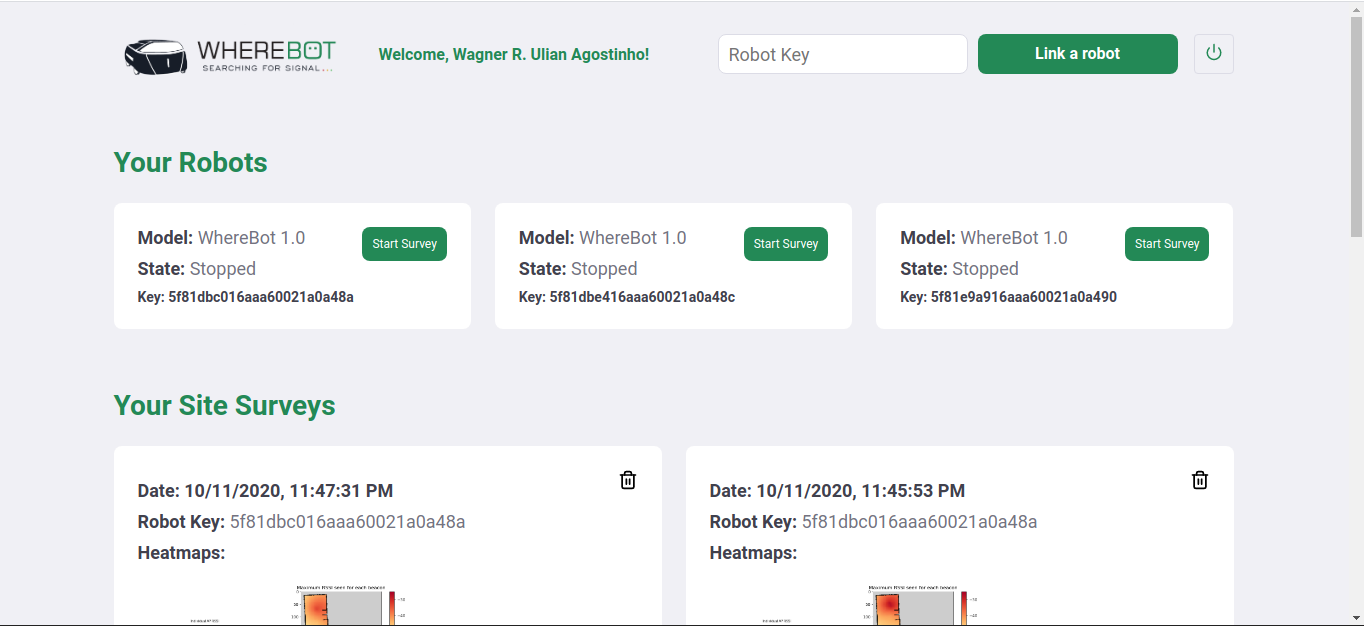 WHEREBOT
SEARCHING FOR SIGNAL...
Welcome, Wagner R. Ulian Agostinho!
Robot Key
Link a robot
Your Robots
Model: WhereBot 1.0
Start Survey
State: Stopped
Key: 5f81dbc016aaa60021a0a48a
Model: WhereBot 1.0
Start Survey
State: Stopped
Key: 5f81dbe416aaa60021a0a48c
Model: WhereBot 1.0
Start Survey
State: Stopped
Key: 5f81e9a916aaa60021a0a490
Your Site Surveys
Date: 10/11/2020, 11:47:31 PM
Robot Key: 5f81dbc016aaa60021a0a48a
Heatmaps:
Maximum RSSI seen for each beacon
Date: 10/11/2020, 11:45:53 PM
Robot Key: 5f81dbc016aaa60021a0a48a
Heatmaps:
Maximum RSSI seen for each beacon